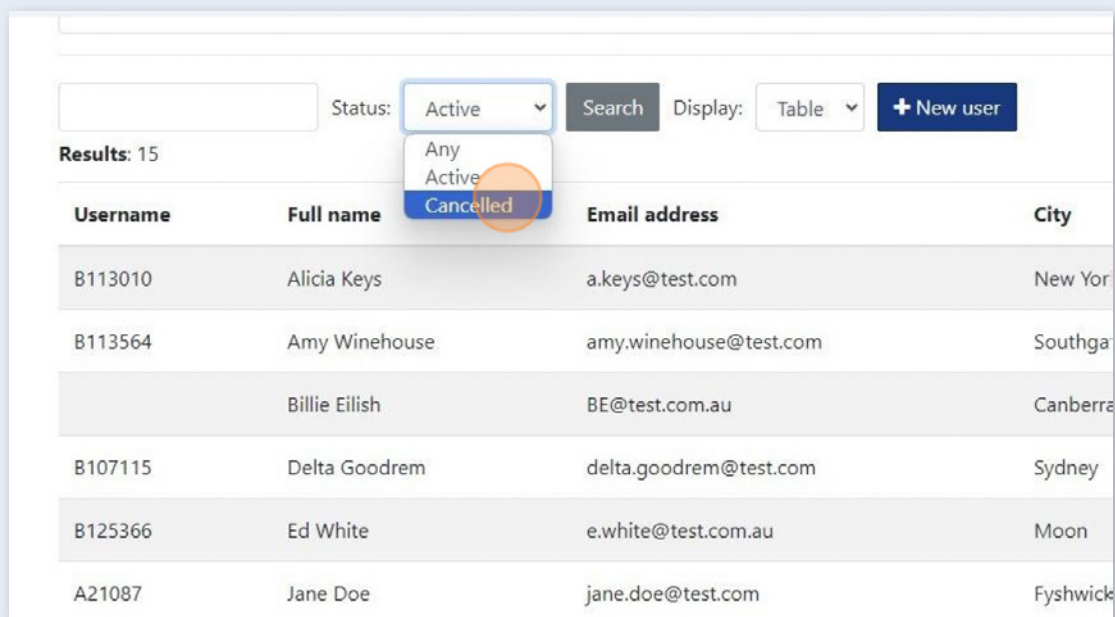 Status: Active Search Display: Table + New user
Results: 15
Any
Active
Cancelled
Username Full name Email address City
B113010 Alicia Keys a.keys@test.com New Yor
B113564 Amy Winehouse amy.winehouse@test.com Southga
Billie Eilish BE@test.com.au Canberra
B107115 Delta Goodrem delta.goodrem@test.com Sydney
B125366 Ed White e.white@test.com.au Moon
A21087 Jane Doe jane.doe@test.com Fyshwick